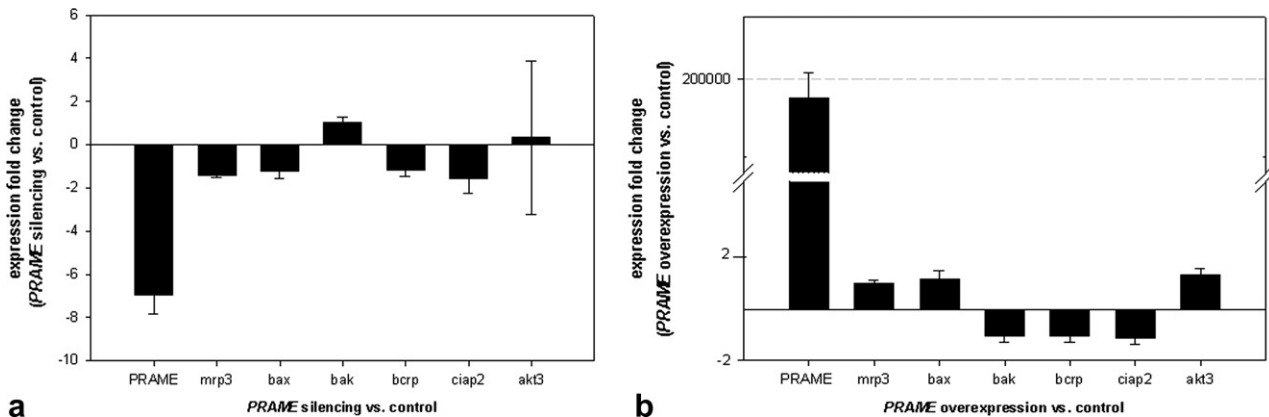 expression fold change
(PRAME silencing vs. control)
6
4
2
0
-2
-4
-6
-8
-10
PRAME mrp3 bax bak bcrp ciap2 akt3
PRAME silencing vs. control
a
expression fold change
(PRAME overexpression vs. control)
200000
2
-2
PRAME mrp3 bax bak bcrp ciap2 akt3
PRAME overexpression vs. control
b